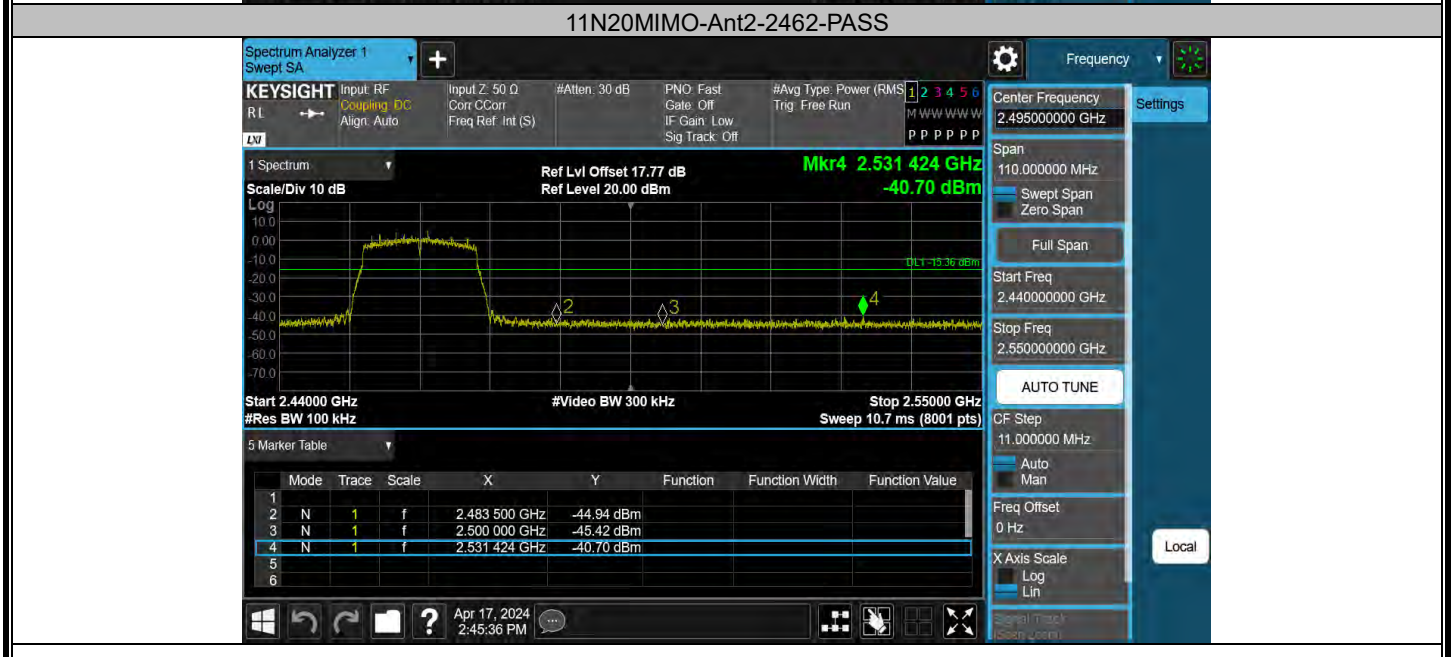 11N20MIMO-Ant2-2462-PASS
Spectrum Analyzer 1
Swept SA
+
Frequency
KEYSIGHT
RL
LXI
Input: RF
Coupling: DC
Align: Auto
Input Z: 50 Ω
Corr CCorr
Freq Ref: Int (S)
#Atten: 30 dB
PNO: Fast
Gate: Off
IF Gain: Low
Sig Track: Off
#Avg Type: Power (RMS
Trig: Free Run
1 2 3 4 5 6
M W W W W W
P P P P P P
Center Frequency
2.495000000 GHz
Settings
Span
110.000000 MHz
Swept Span
Zero Span
Full Span
Start Freq
2.440000000 GHz
Stop Freq
2.550000000 GHz
AUTO TUNE
CF Step
11.000000 MHz
Auto
Man
Freq Offset
0 Hz
X Axis Scale
Log
Lin
Signal Track
(Span Zoom)
Local
1 Spectrum
Scale/Div 10 dB
Ref Lvl Offset 17.77 dB
Ref Level 20.00 dBm
Mkr4 2.531 424 GHz
-40.70 dBm
Log
10.0
0.00
-10.0
-20.0
-30.0
-40.0
-50.0
-60.0
-70.0
DL1 -15.36 dBm
2
3
4
Start 2.44000 GHz
#Video BW 300 kHz
Stop 2.55000 GHz
#Res BW 100 kHz
Sweep 10.7 ms (8001 pts)
5 Marker Table
Mode Trace Scale X Y Function Function Width Function Value
1
2 N 1 f 2.483 500 GHz -44.94 dBm
3 N 1 f 2.500 000 GHz -45.42 dBm
4 N 1 f 2.531 424 GHz -40.70 dBm
5
6
?
Apr 17, 2024
2:45:36 PM